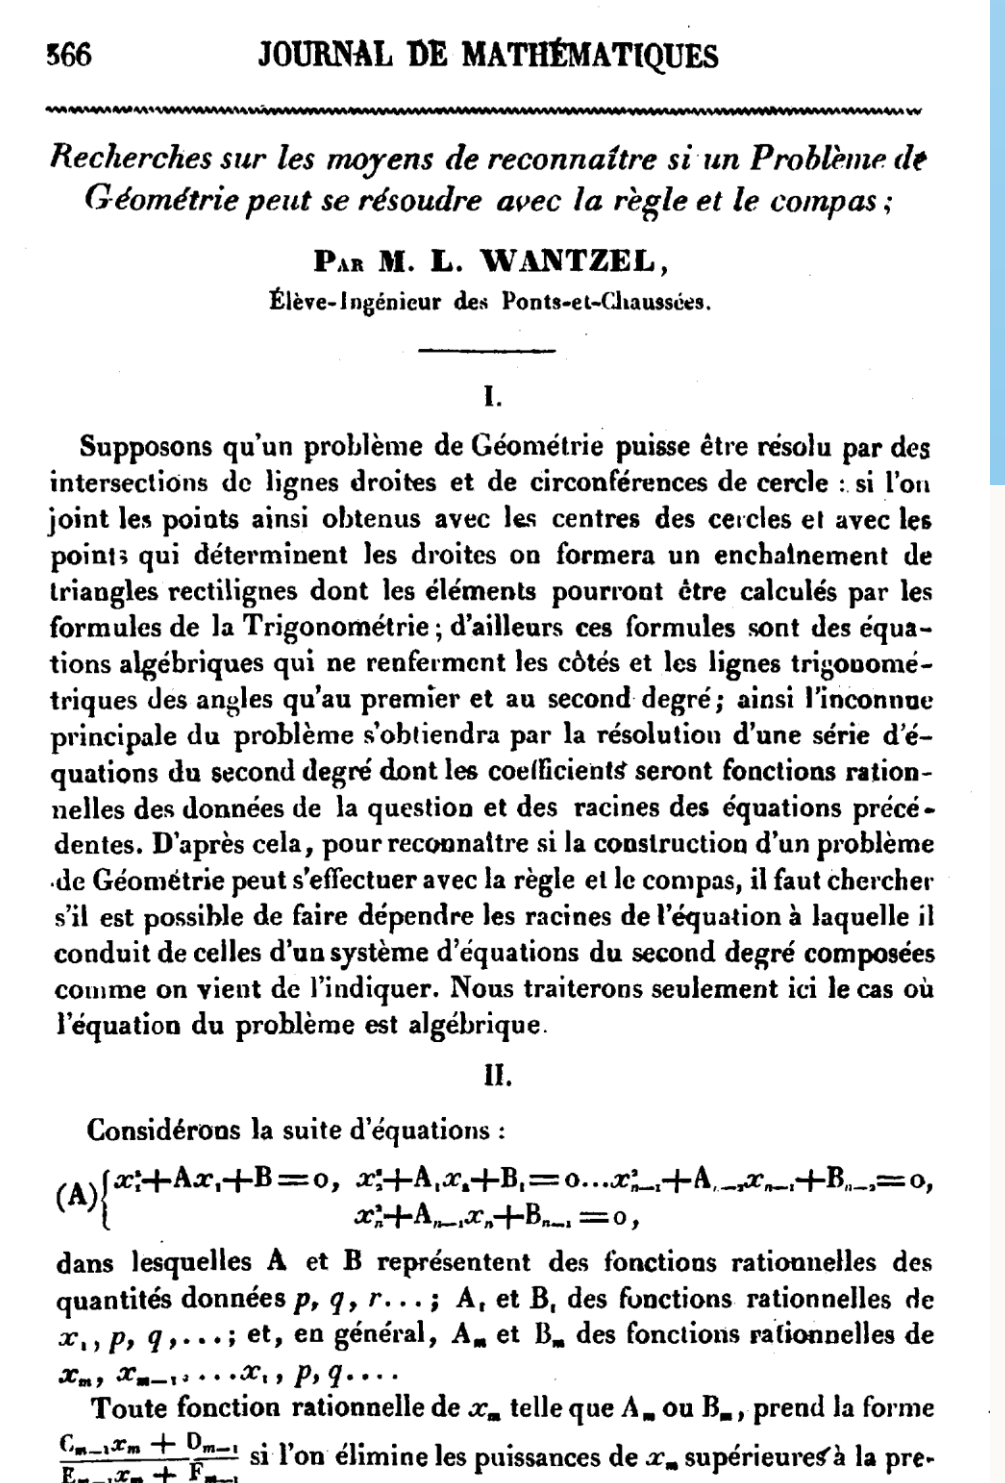 366 JOURNAL DE MATHÉMATIQUES
Recherches sur les moyens de reconnaître si un Problème de
Géométrie peut se résoudre avec la règle et le compas;
PAR M. L. WANTZEL,
Élève-Ingénieur des Ponts-et-Chaussées.
I.
Supposons qu'un problème de Géométrie puisse être résolu par des
intersections de lignes droites et de circonférences de cercle : si l'on
joint les points ainsi obtenus avec les centres des cercles et avec les
points qui déterminent les droites on formera un enchaînement de
triangles rectilignes dont les éléments pourront être calculés par les
formules de la Trigonométrie; d'ailleurs ces formules sont des équa-
tions algébriques qui ne renferment les côtés et les lignes trigonomé-
triques des angles qu'au premier et au second degré; ainsi l'inconnue
principale du problème s'obtiendra par la résolution d'une série d'é-
quations du second degré dont les coefficients seront fonctions ration-
nelles des données de la question et des racines des équations précé-
dentes. D'après cela, pour reconnaître si la construction d'un problème
de Géométrie peut s'effectuer avec la règle et le compas, il faut chercher
s'il est possible de faire dépendre les racines de l'équation à laquelle il
conduit de celles d'un système d'équations du second degré composées
comme on vient de l'indiquer. Nous traiterons seulement ici le cas où
l'équation du problème est algébrique.
II.
Considérons la suite d'équations :
(A) { x₁²+Ax₁+B=0, x₂²+A₁x₂+B₁=0...x²ₙ₋₁+Aₙ₋₂xₙ₋₁+Bₙ₋₂=0,
xₙ²+Aₙ₋₁xₙ+Bₙ₋₁=0,
dans lesquelles A et B représentent des fonctions rationnelles des
quantités données p, q, r...; A₁ et B₁ des fonctions rationnelles de
x₁, p, q,...; et, en général, Aₘ et Bₘ des fonctions rationnelles de
xₘ, xₘ₋₁,...x₁, p, q....
Toute fonction rationnelle de xₘ telle que Aₘ ou Bₘ, prend la forme
(Cₘ₋₁xₘ + Dₘ₋₁)/(Eₘ₋₁xₘ + Fₘ₋₁) si l'on élimine les puissances de xₘ supérieures à la pre-